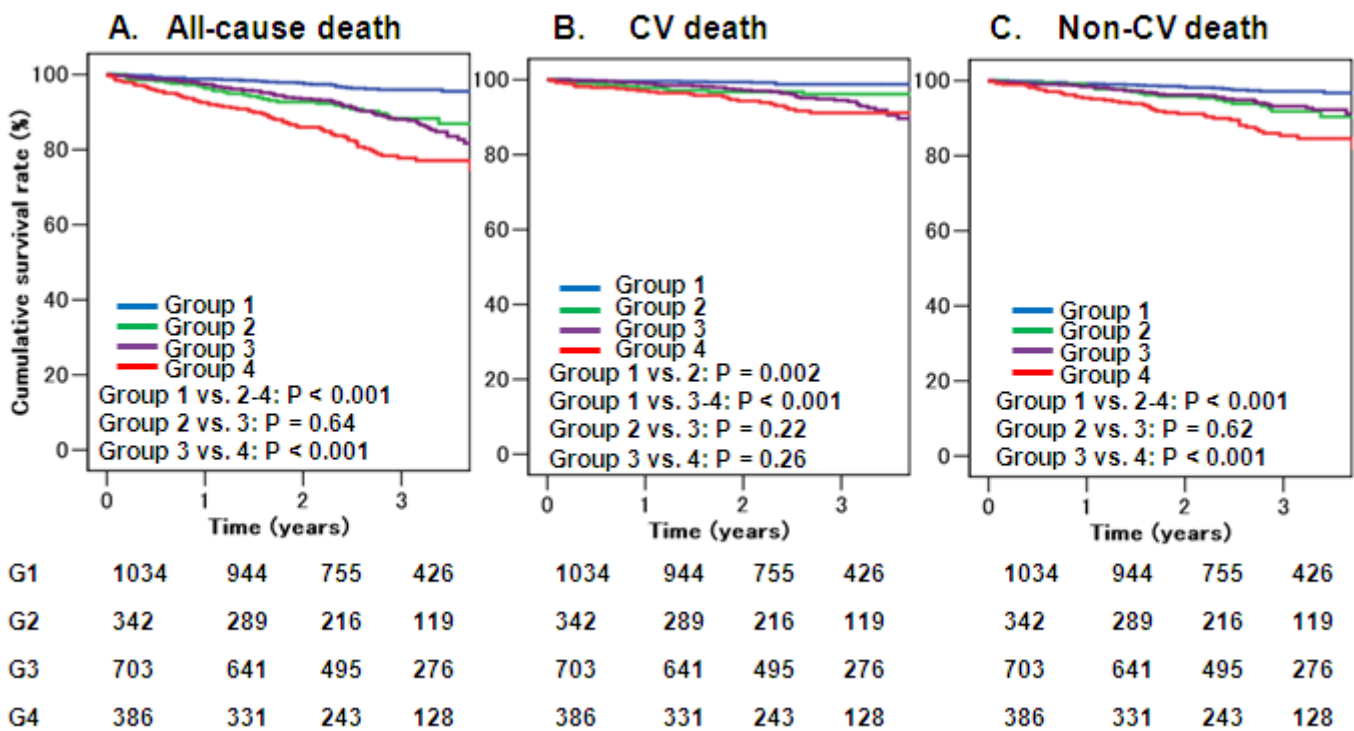 A. All-cause death
Cumulative survival rate (%)
100
80
60
40
20
0
Group 1
Group 2
Group 3
Group 4
Group 1 vs. 2-4: P < 0.001
Group 2 vs. 3: P = 0.64
Group 3 vs. 4: P < 0.001
0 1 2 3
Time (years)
B. CV death
100
80
60
40
20
0
Group 1
Group 2
Group 3
Group 4
Group 1 vs. 2: P = 0.002
Group 1 vs. 3-4: P < 0.001
Group 2 vs. 3: P = 0.22
Group 3 vs. 4: P = 0.26
0 1 2 3
Time (years)
C. Non-CV death
100
80
60
40
20
0
Group 1
Group 2
Group 3
Group 4
Group 1 vs. 2-4: P < 0.001
Group 2 vs. 3: P = 0.62
Group 3 vs. 4: P < 0.001
0 1 2 3
Time (years)
G1 1034 944 755 426 1034 944 755 426 1034 944 755 426
G2 342 289 216 119 342 289 216 119 342 289 216 119
G3 703 641 495 276 703 641 495 276 703 641 495 276
G4 386 331 243 128 386 331 243 128 386 331 243 128